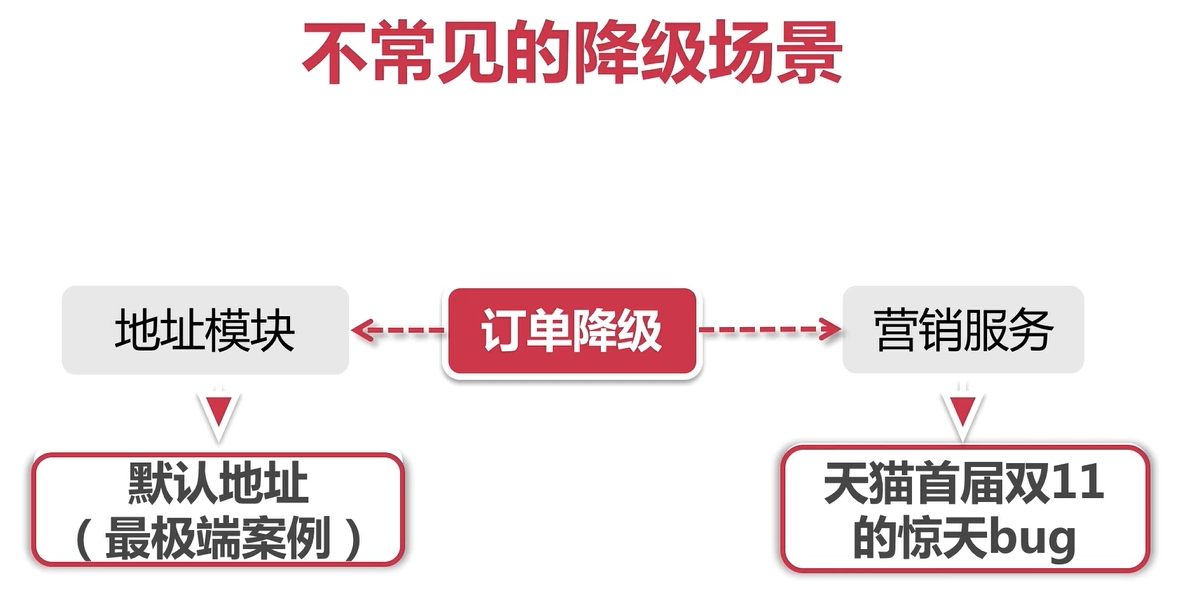 不常见的降级场景
地址模块
订单降级
营销服务
默认地址
（最极端案例）
天猫首届双11
的惊天bug